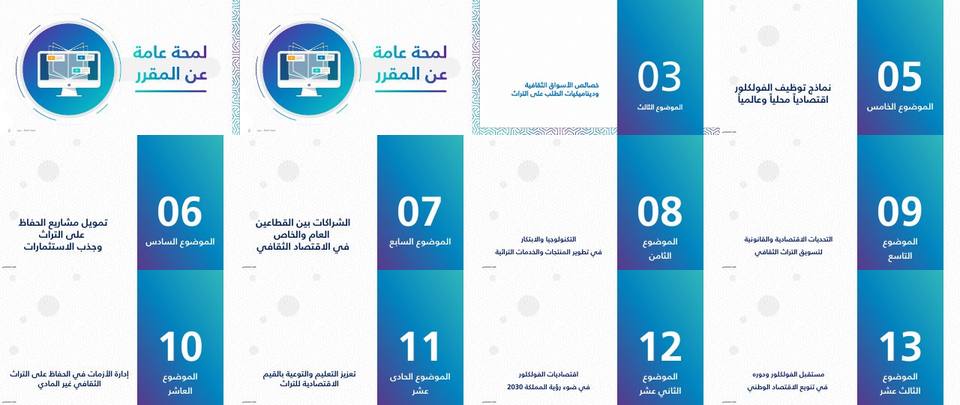 لمحة عامة
عن المقرر
لمحة عامة
عن المقرر
03
الموضوع الثالث
خصائص الأسواق الثقافية
وديناميكيات الطلب على التراث
05
الموضوع الخامس
نماذج توظيف الفولكلور
اقتصادياً محلياً وعالمياً
06
الموضوع السادس
تمويل مشاريع الحفاظ
على التراث
وجذب الاستثمارات
07
الموضوع السابع
الشراكات بين القطاعين
العام والخاص
في الاقتصاد الثقافي
08
الموضوع
الثامن
التكنولوجيا والابتكار
في تطوير المنتجات والخدمات التراثية
09
الموضوع
التاسع
التحديات الاقتصادية والقانونية
لتسويق التراث الثقافي
10
الموضوع
العاشر
إدارة الأزمات في الحفاظ على التراث
الثقافي غير المادي
11
الموضوع الحادى
عشر
تعزيز التعليم والتوعية بالقيم
الاقتصادية للتراث
12
الموضوع
الثاني عشر
اقتصاديات الفولكلور
في ضوء رؤية المملكة 2030
13
الموضوع
الثالث عشر
مستقبل الفولكلور ودوره
في تنويع الاقتصاد الوطني